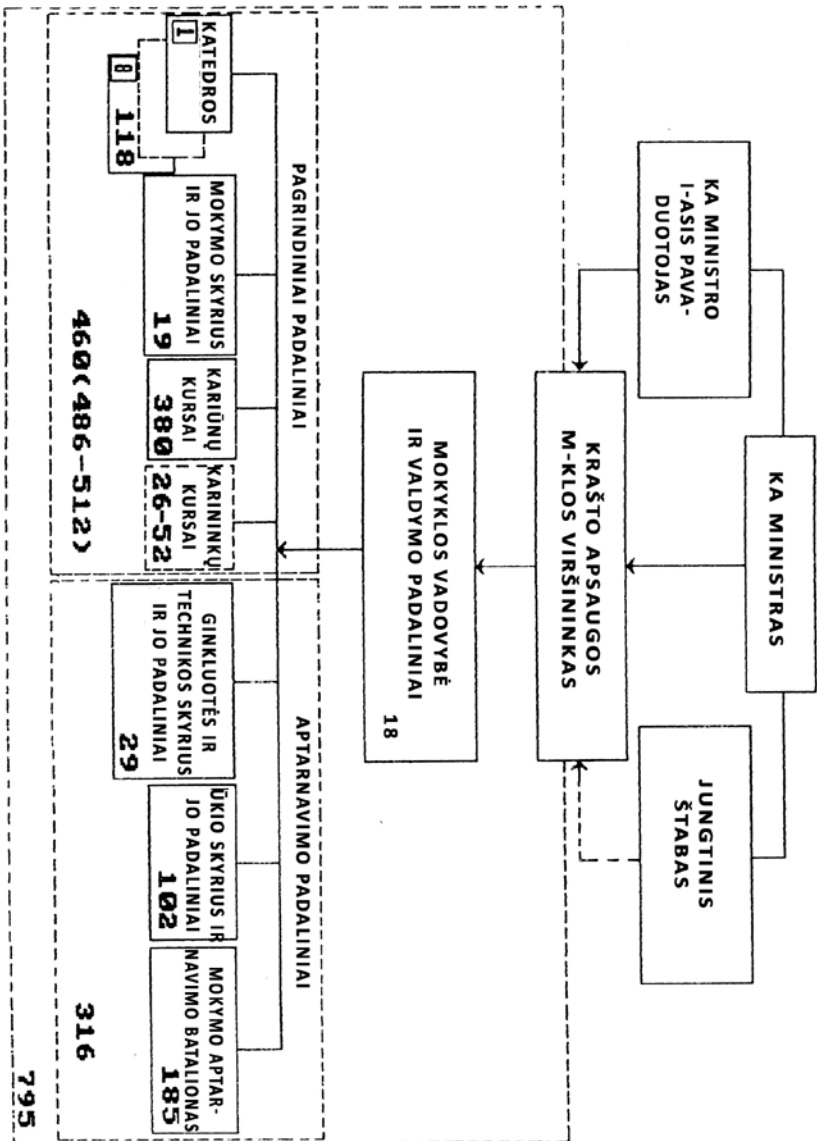 KA MINISTRAS
KA MINISTRO
I-ASIS PAVA-
DUOTOJAS
JUNGTINIS
ŠTABAS
KRAŠTO APSAUGOS
M-KLOS VIRŠININKAS
MOKYKLOS VADOVYBĖ
IR VALDYMO PADALINIAI
18
PAGRINDINIAI PADALINIAI
APTARNAVIMO PADALINIAI
KATEDROS
1
8
118
MOKYMO SKYRIUS
IR JO PADALINIAI
19
KARIŪNŲ
KURSAI
380
KARININKŲ
KURSAI
26-52
GINKLUOTĖS IR
TECHNIKOS SKYRIUS
IR JO PADALINIAI
29
ŪKIO SKYRIUS IR
JO PADALINIAI
102
MOKYMO APTAR-
NAVIMO BATALIONAS
185
460(486-512)
316
795